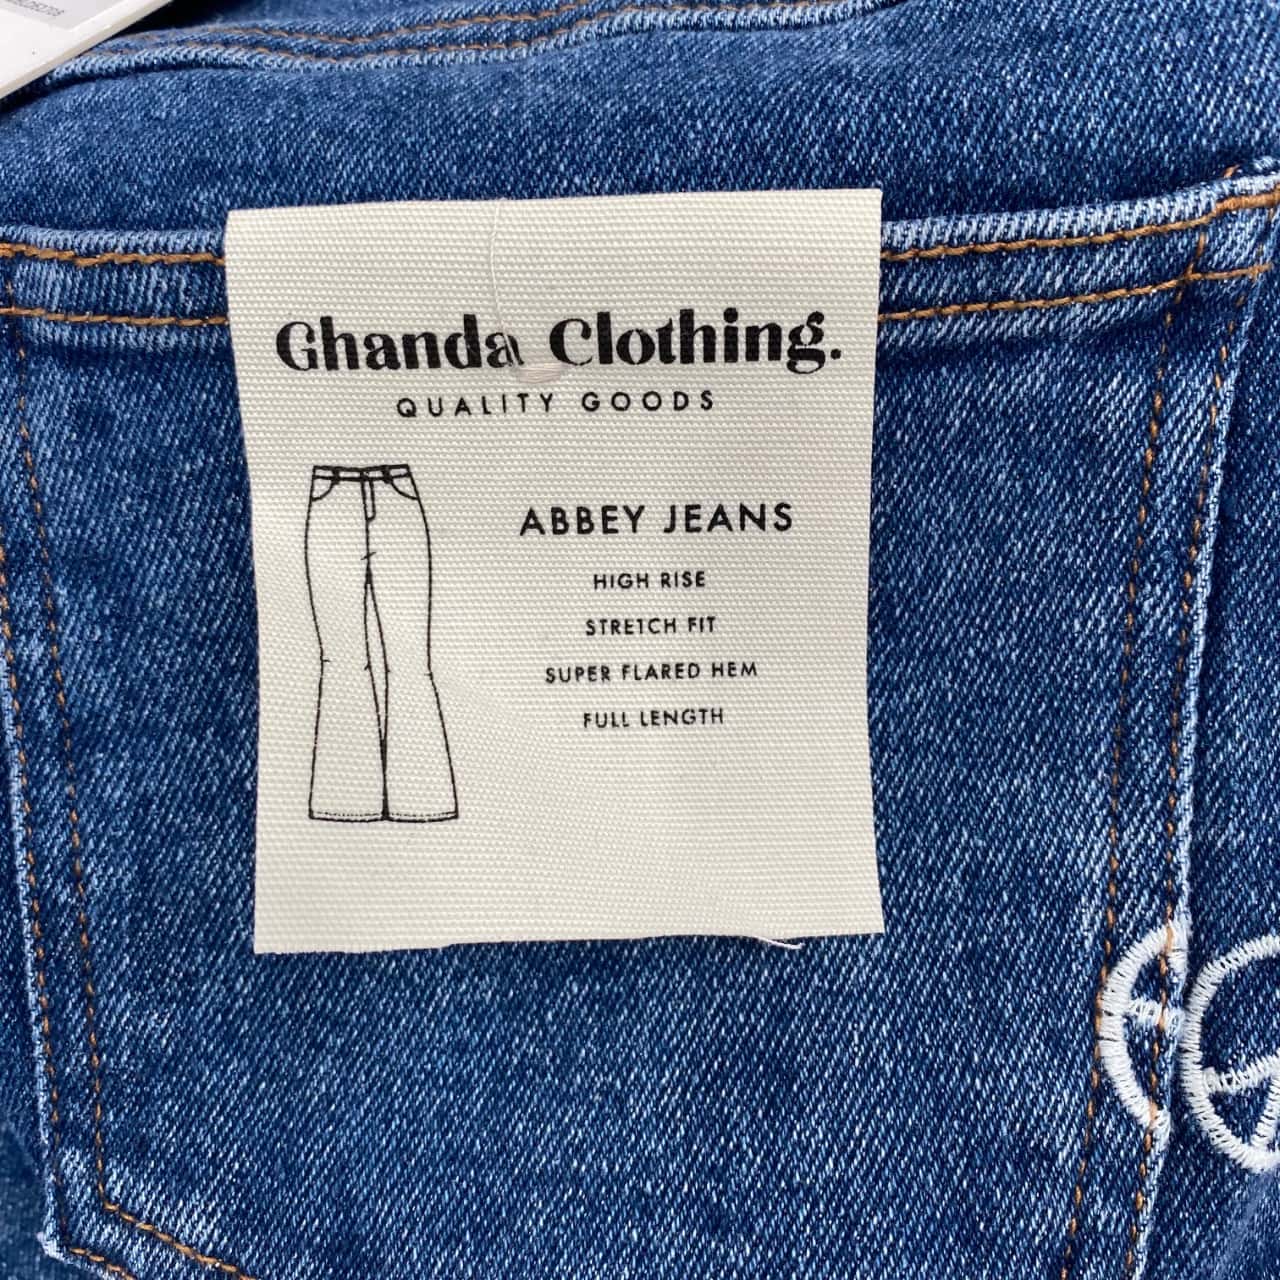 Ghanda Clothing.
QUALITY GOODS
ABBEY JEANS
HIGH RISE
STRETCH FIT
SUPER FLARED HEM
FULL LENGTH